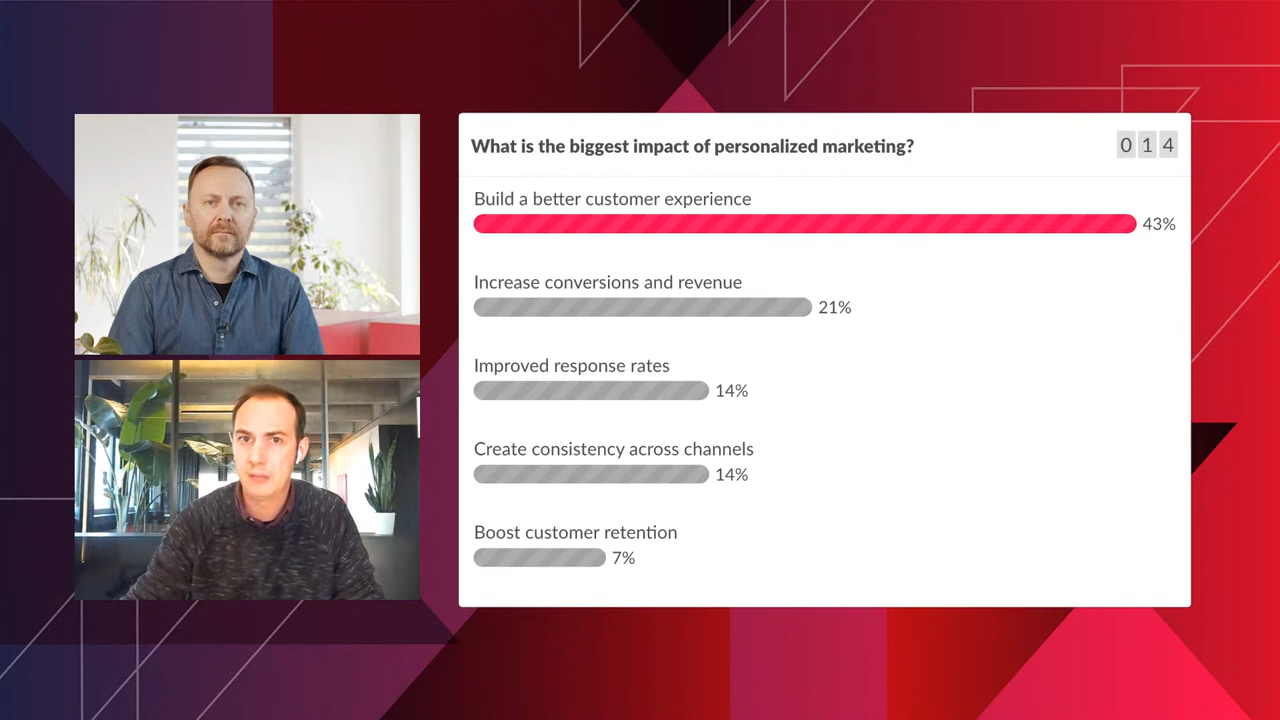 What is the biggest impact of personalized marketing?
0 1 4
Build a better customer experience
43%
Increase conversions and revenue
21%
Improved response rates
14%
Create consistency across channels
14%
Boost customer retention
7%